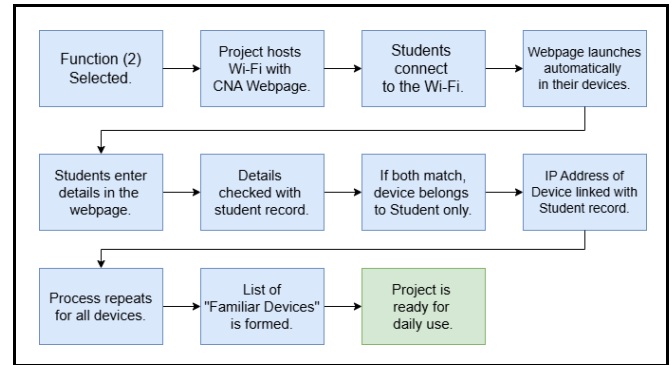 Function (2)
Selected.
Project hosts
Wi-Fi with
CNA Webpage.
Students
connect
to the Wi-Fi.
Webpage launches
automatically
in their devices.
Students enter
details in the
webpage.
Details
checked with
student record.
If both match,
device belongs
to Student only.
IP Address of
Device linked with
Student record.
Process repeats
for all devices.
List of
"Familiar Devices"
is formed.
Project is
ready for
daily use.